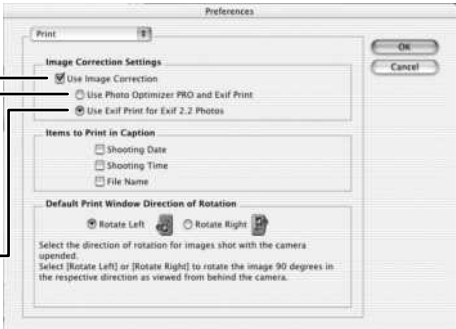 Preferences
Print
OK
Cancel
Image Correction Settings
Use Image Correction
Use Photo Optimizer PRO and Exif Print
Use Exif Print for Exif 2.2 Photos
Items to Print in Caption
Shooting Date
Shooting Time
File Name
Default Print Window Direction of Rotation
Rotate Left Rotate Right
Select the direction of rotation for images shot with the camera
upended.
Select [Rotate Left] or [Rotate Right] to rotate the image 90 degrees in
the respective direction as viewed from behind the camera.